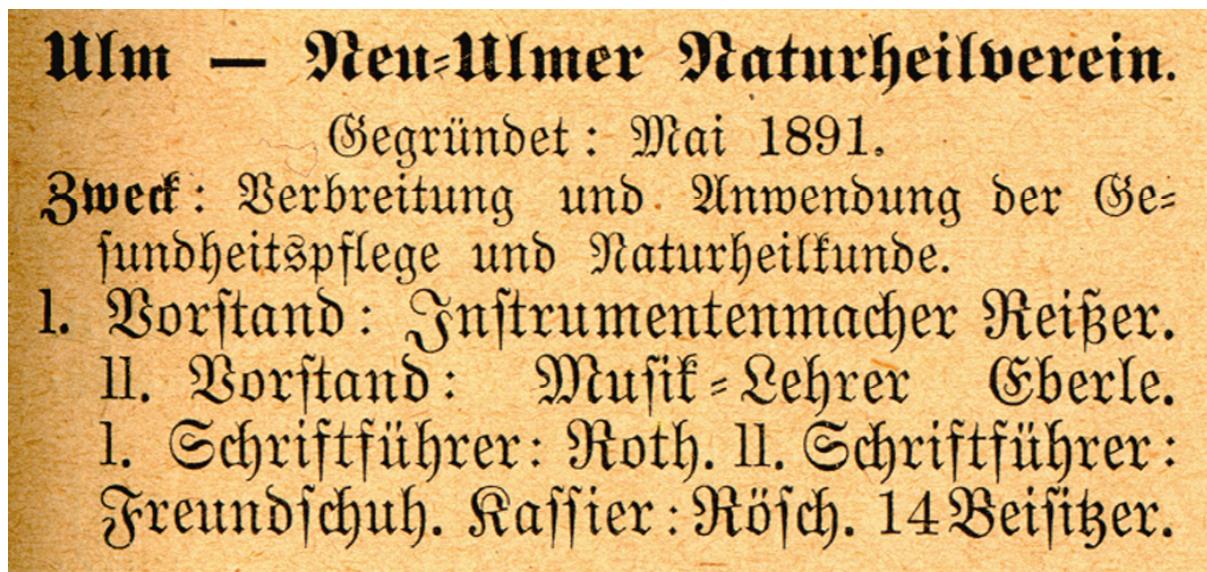 Ulm — Neu-Ulmer Naturheilverein.
Gegründet: Mai 1891.
Zweck: Verbreitung und Anwendung der Ge-
sundheitspflege und Naturheilkunde.
I. Vorstand: Instrumentenmacher Reißer.
II. Vorstand: Musik-Lehrer Eberle.
I. Schriftführer: Roth. II. Schriftführer:
Freundschuh. Kassier: Rösch. 14 Beisitzer.